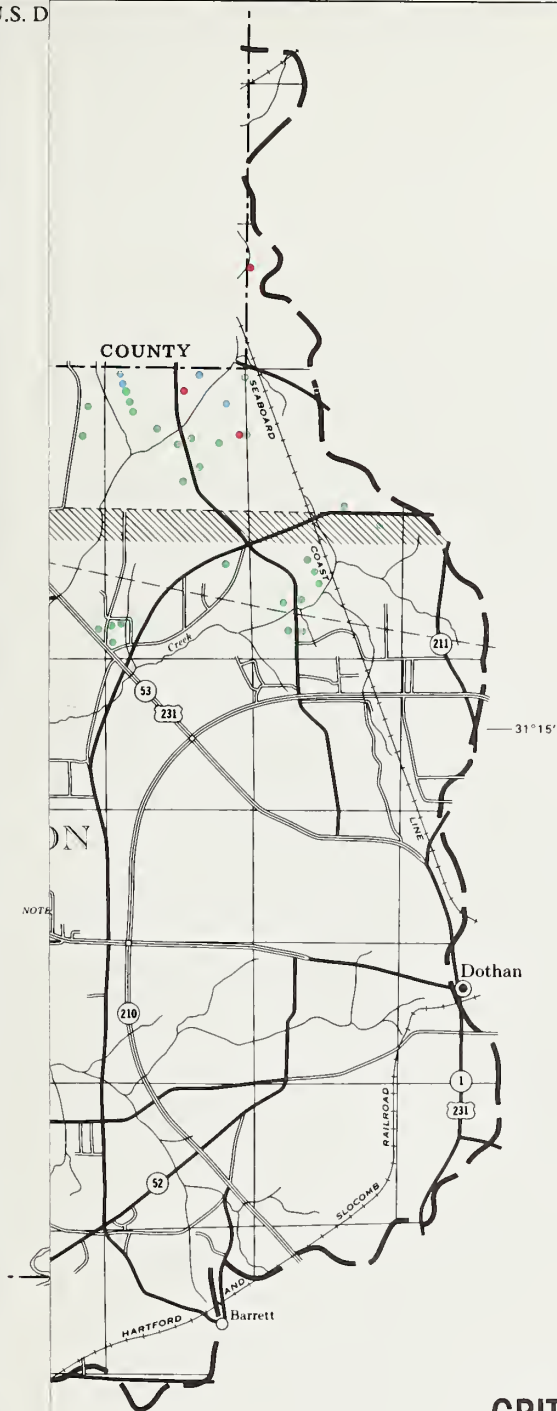 U.S. D
COUNTY
SEABOARD
COAST
211
Creek
53
231
31°15'
LINE
ON
NOTE
Dothan
210
1
231
RAILROAD
52
SLOCOMB
AND
Barrett
HARTFORD